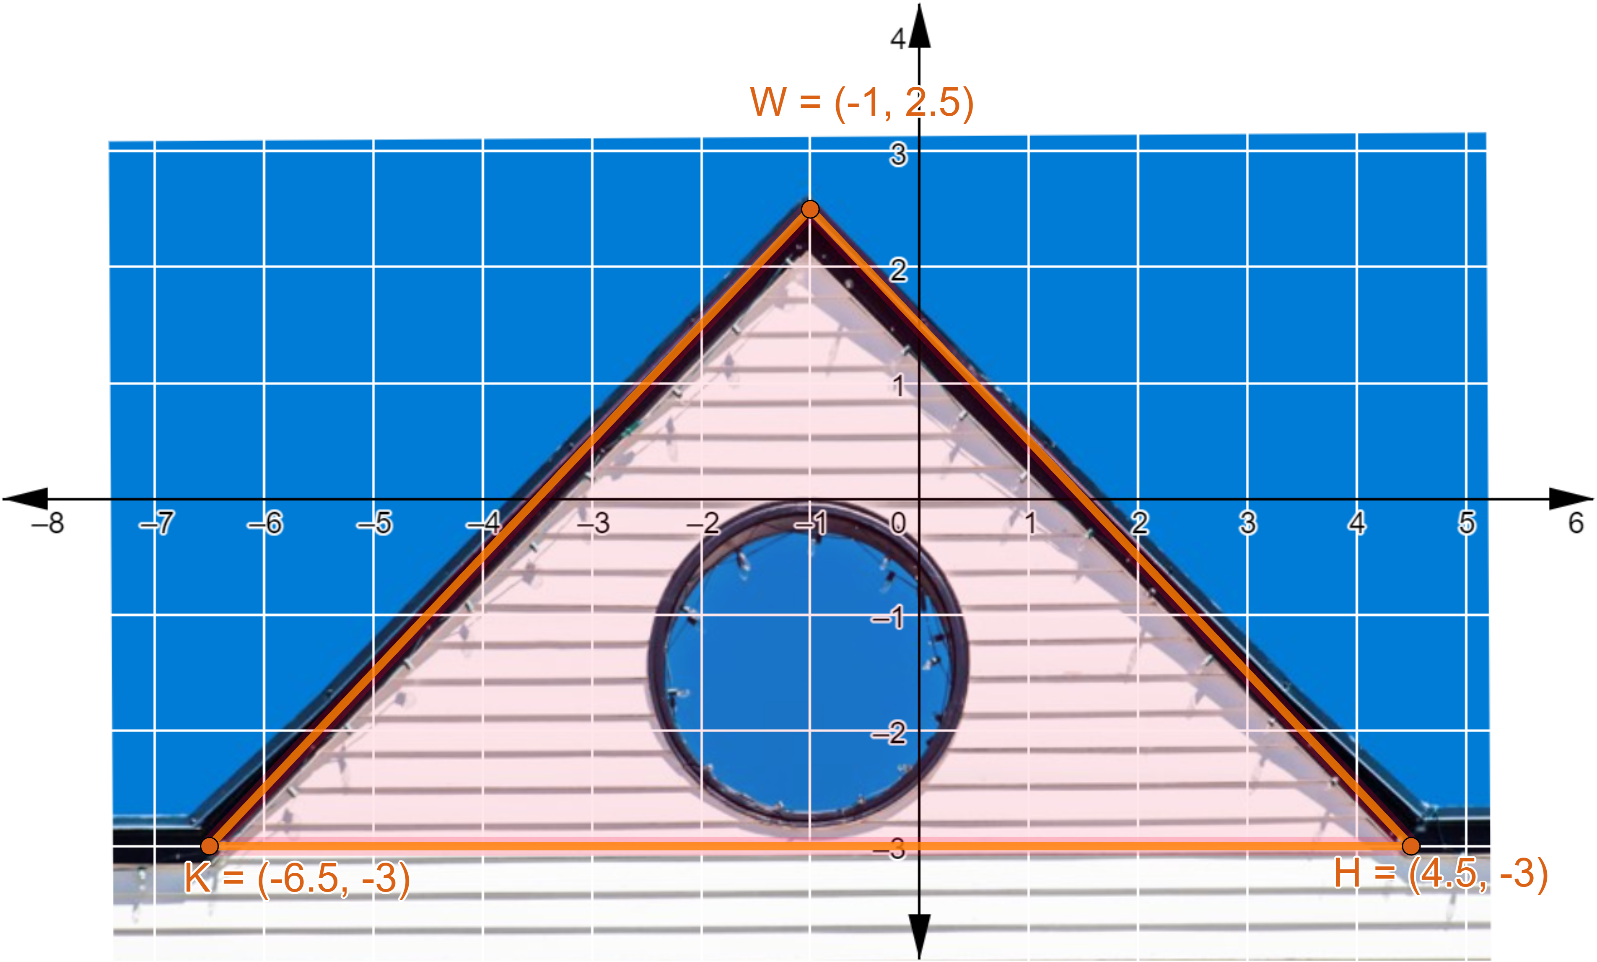 4
W = (-1, 2.5)
3
2
1
–8 –7 –6 –5 –4 –3 –2 –1 0 1 2 3 4 5 6
–1
–2
–3
K = (-6.5, -3) H = (4.5, -3)